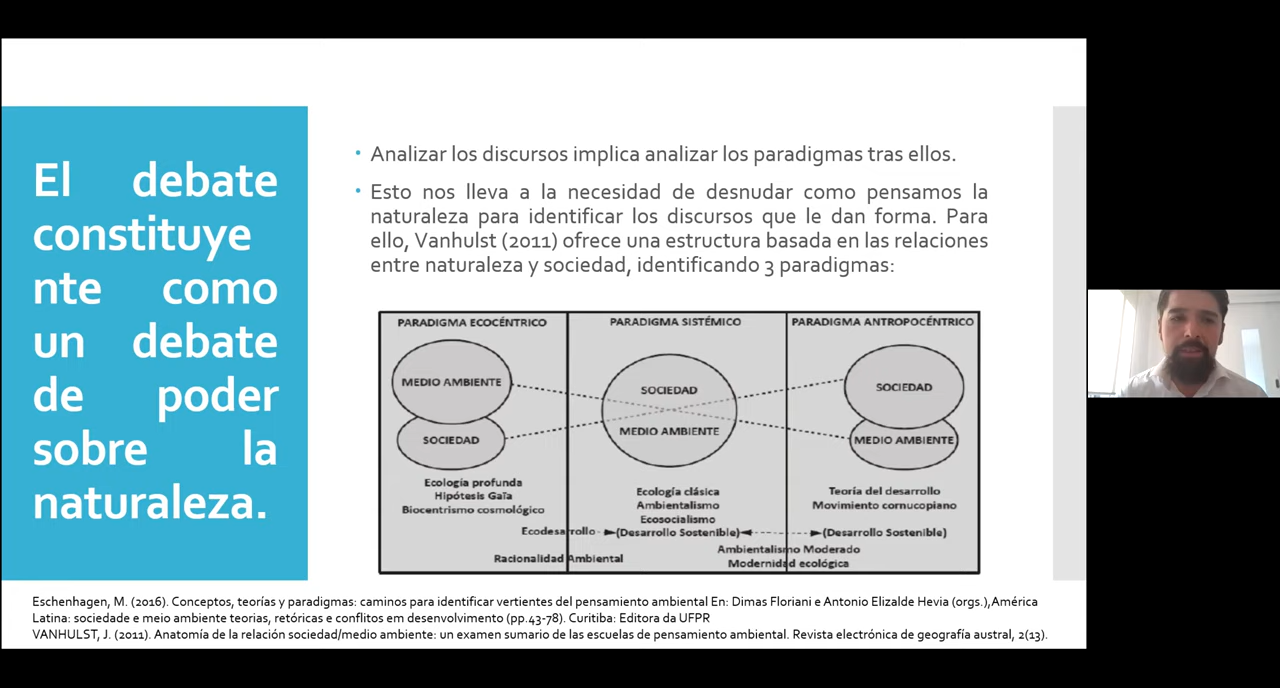 El debate
constituye
nte como
un debate
de poder
sobre la
naturaleza.
• Analizar los discursos implica analizar los paradigmas tras ellos.
• Esto nos lleva a la necesidad de desnudar como pensamos la
naturaleza para identificar los discursos que le dan forma. Para
ello, Vanhulst (2011) ofrece una estructura basada en las relaciones
entre naturaleza y sociedad, identificando 3 paradigmas:
PARADIGMA ECOCÉNTRICO
MEDIO AMBIENTE
SOCIEDAD
Ecología profunda
Hipótesis Gaïa
Biocentrismo cosmológico
PARADIGMA SISTÉMICO
SOCIEDAD
MEDIO AMBIENTE
Ecología clásica
Ambientalismo
Ecosocialismo
PARADIGMA ANTROPOCÉNTRICO
SOCIEDAD
MEDIO AMBIENTE
Teoría del desarrollo
Movimiento cornucopiano
Ecodesarrollo (Desarrollo Sostenible) (Desarrollo Sostenible)
Racionalidad Ambiental
Ambientalismo Moderado
Modernidad ecológica
Eschenhagen, M. (2016). Conceptos, teorías y paradigmas: caminos para identificar vertientes del pensamiento ambiental En: Dimas Floriani e Antonio Elizalde Hevia (orgs.),América
Latina: sociedade e meio ambiente teorias, retóricas e conflitos em desenvolvimento (pp.43-78). Curitiba: Editora da UFPR
VANHULST, J. (2011). Anatomía de la relación sociedad/medio ambiente: un examen sumario de las escuelas de pensamiento ambiental. Revista electrónica de geografía austral, 2(13).